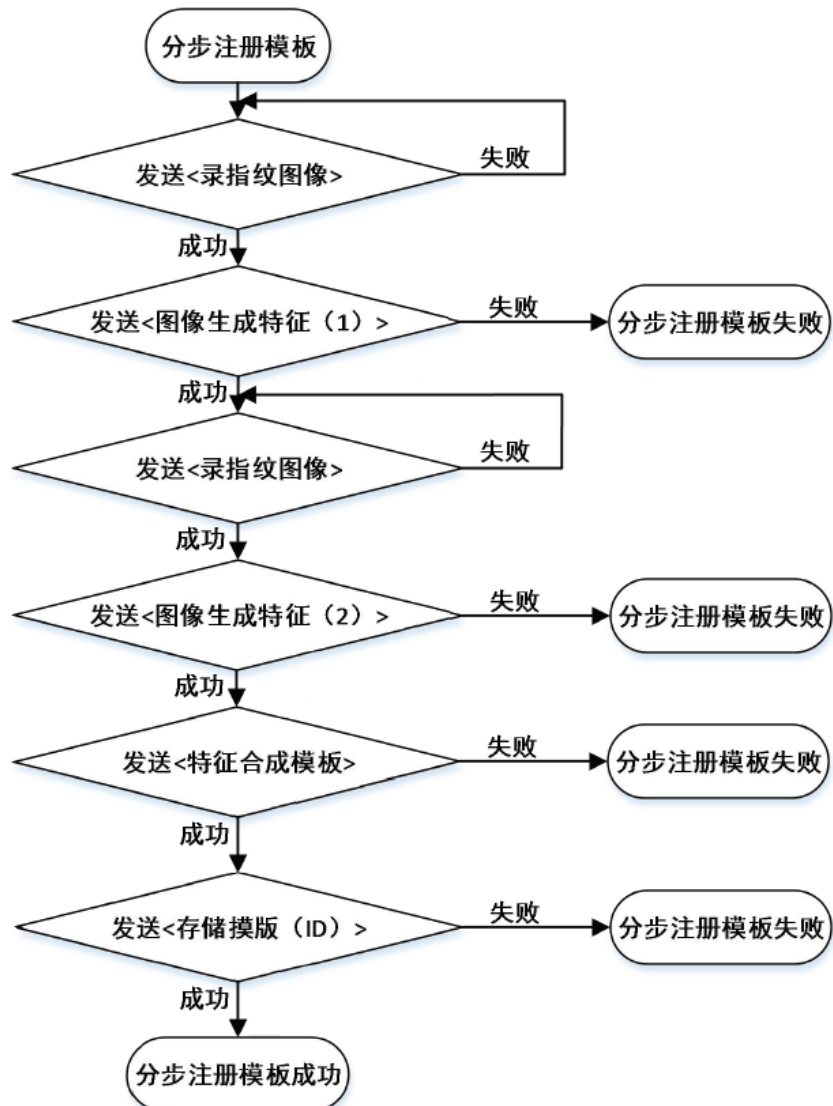 分步注册模板
发送<录指纹图像>
失败
成功
发送<图像生成特征（1）>
失败
分步注册模板失败
成功
发送<录指纹图像>
失败
成功
发送<图像生成特征（2）>
失败
分步注册模板失败
成功
发送<特征合成模板>
失败
分步注册模板失败
成功
发送<存储摸版（ID）>
失败
分步注册模板失败
成功
分步注册模板成功